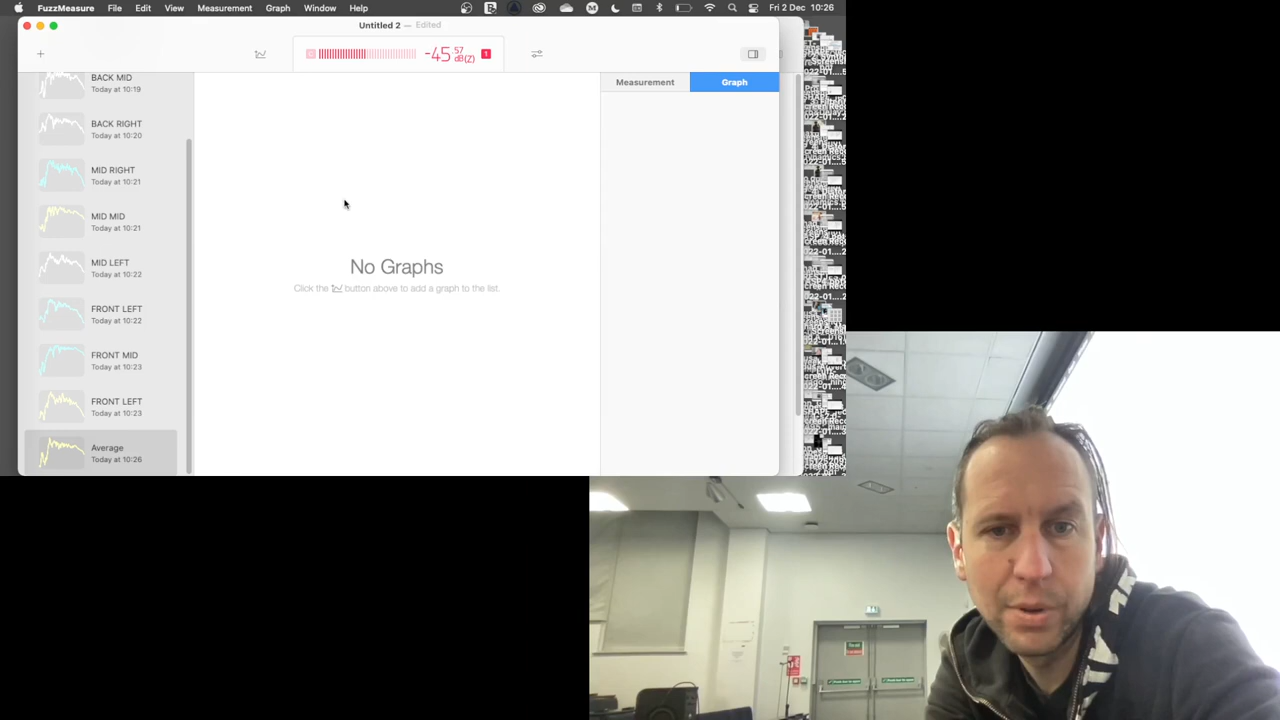 FuzzMeasure File Edit View Measurement Graph Window Help
Fri 2 Dec 10:26
Untitled 2 — Edited
-45.57 dB(Z) 1
Measurement Graph
BACK MID
Today at 10:19
BACK RIGHT
Today at 10:20
MID RIGHT
Today at 10:21
MID MID
Today at 10:21
MID LEFT
Today at 10:22
FRONT LEFT
Today at 10:22
FRONT MID
Today at 10:23
FRONT LEFT
Today at 10:23
Average
Today at 10:26
No Graphs
Click the button above to add a graph to the list.